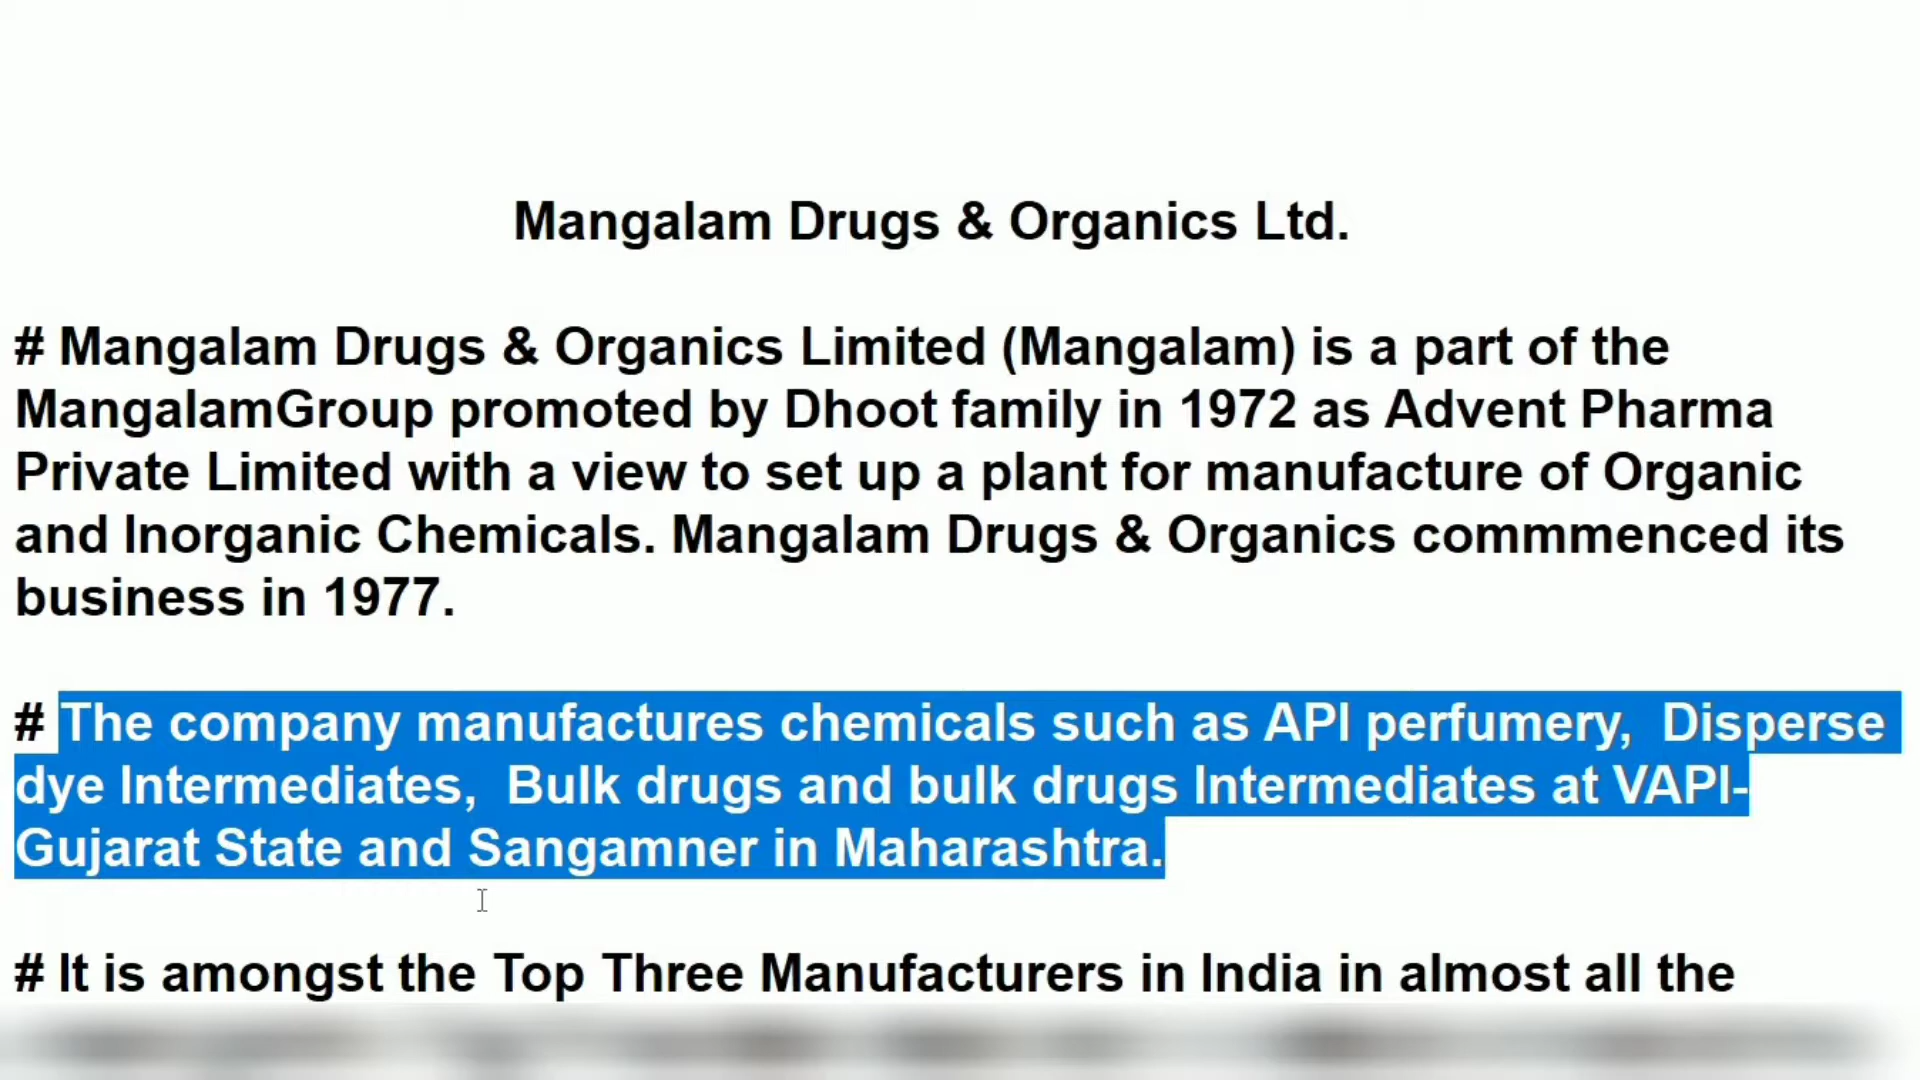 Mangalam Drugs & Organics Ltd.
# Mangalam Drugs & Organics Limited (Mangalam) is a part of the
MangalamGroup promoted by Dhoot family in 1972 as Advent Pharma
Private Limited with a view to set up a plant for manufacture of Organic
and Inorganic Chemicals. Mangalam Drugs & Organics commmenced its
business in 1977.
# The company manufactures chemicals such as API perfumery,  Disperse
dye Intermediates,  Bulk drugs and bulk drugs Intermediates at VAPI-
Gujarat State and Sangamner in Maharashtra.
# It is amongst the Top Three Manufacturers in India in almost all the